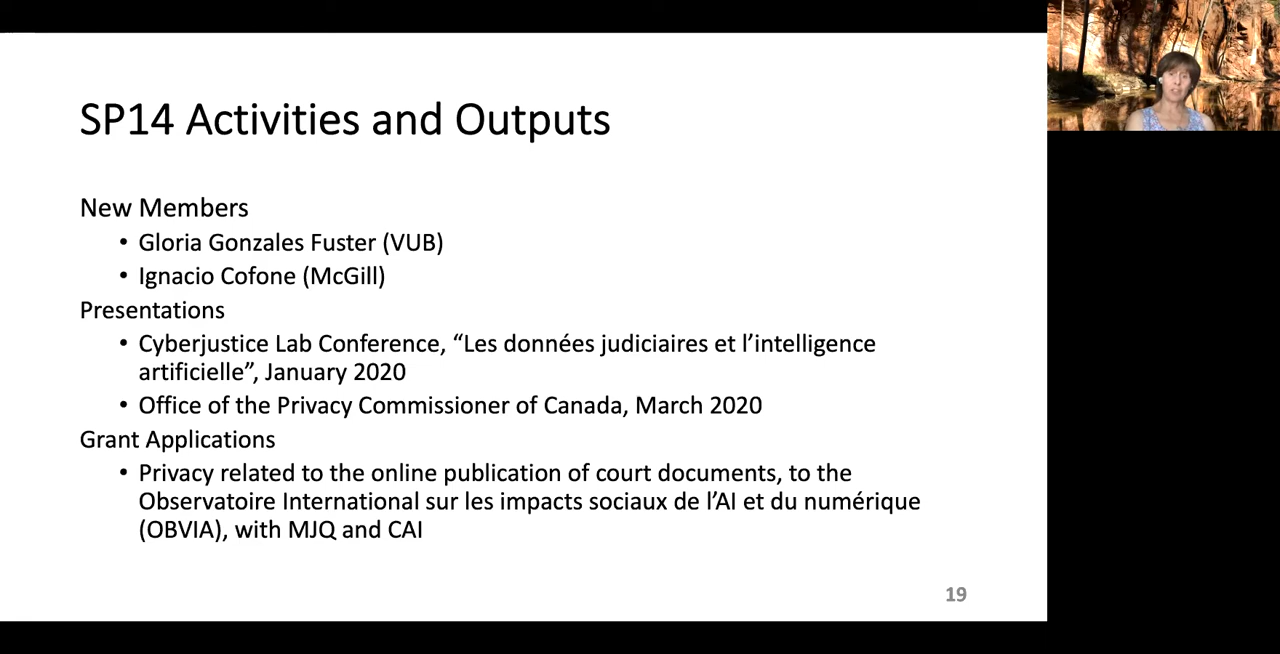 SP14 Activities and Outputs
New Members
• Gloria Gonzales Fuster (VUB)
• Ignacio Cofone (McGill)
Presentations
• Cyberjustice Lab Conference, “Les données judiciaires et l’intelligence
artificielle”, January 2020
• Office of the Privacy Commissioner of Canada, March 2020
Grant Applications
• Privacy related to the online publication of court documents, to the
Observatoire International sur les impacts sociaux de l’AI et du numérique
(OBVIA), with MJQ and CAI
19